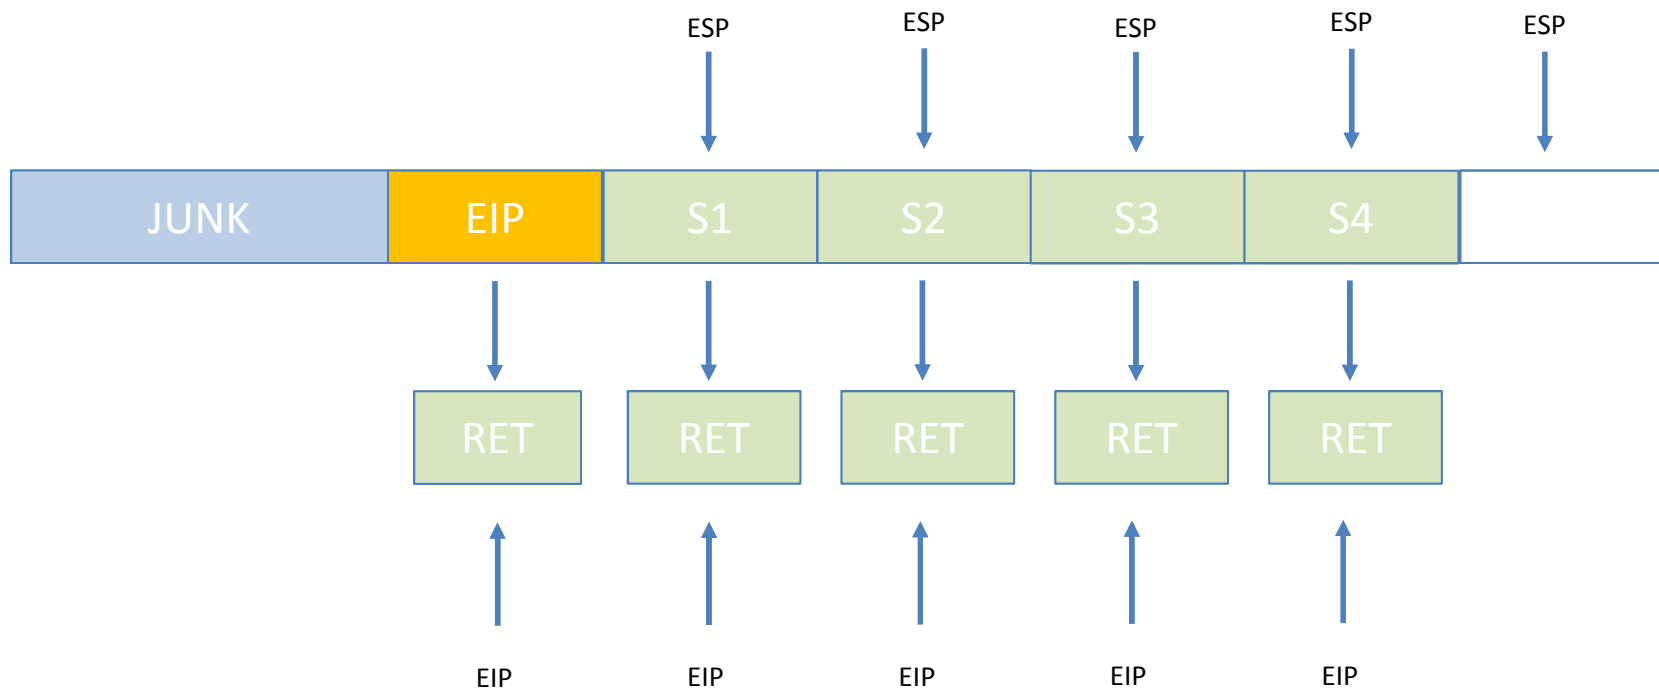 ESP ESP ESP ESP ESP
JUNK EIP S1 S2 S3 S4
RET RET RET RET RET
EIP EIP EIP EIP EIP